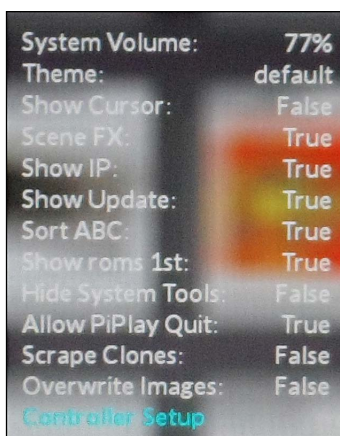 System Volume: 77%
Theme: default
Show Cursor: False
Scene FX: True
Show IP: True
Show Update: True
Sort ABC: True
Show roms 1st: True
Hide System Tools: False
Allow PiPlay Quit: True
Scrape Clones: False
Overwrite Images: False
Controller Setup